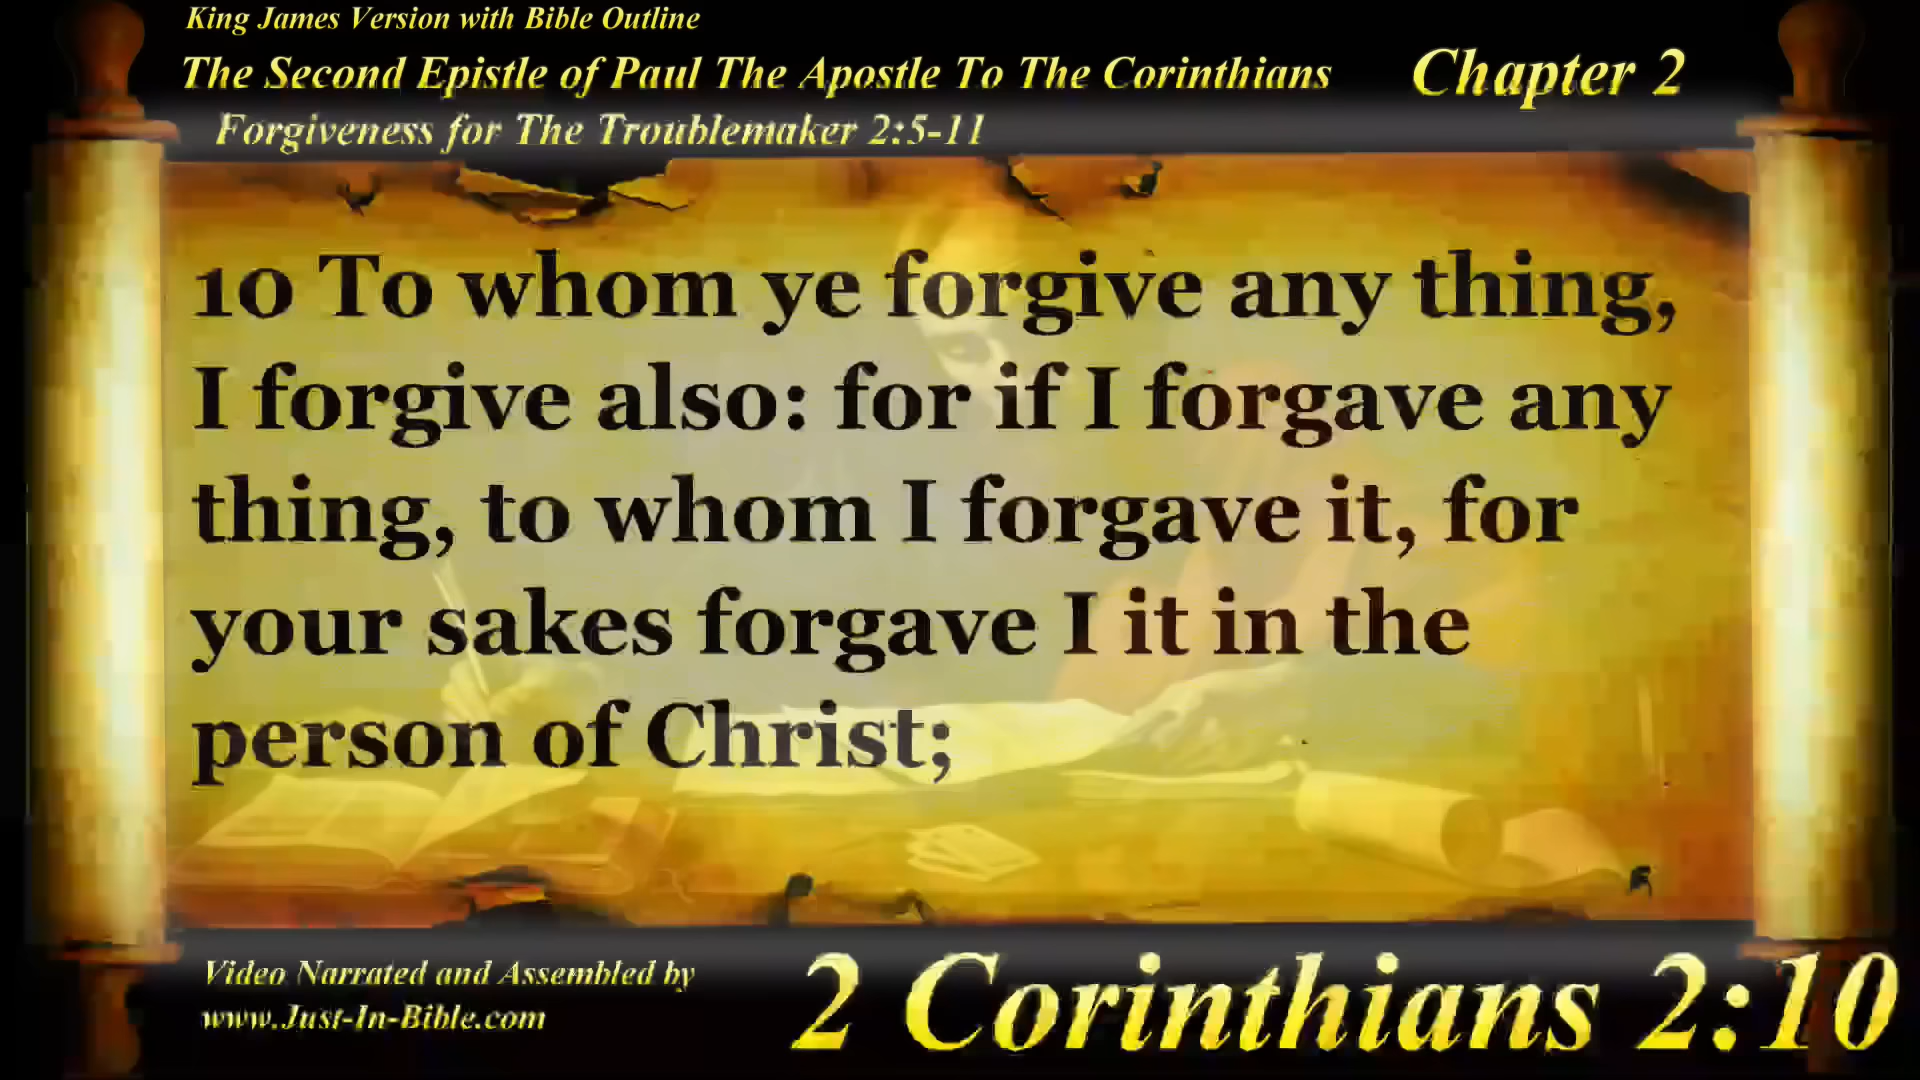 King James Version with Bible Outline
The Second Epistle of Paul The Apostle To The Corinthians Chapter 2
Forgiveness for The Troublemaker 2:5-11
10 To whom ye forgive any thing,
I forgive also: for if I forgave any
thing, to whom I forgave it, for
your sakes forgave I it in the
person of Christ;
Video Narrated and Assembled by
www.Just-In-Bible.com
2 Corinthians 2:10